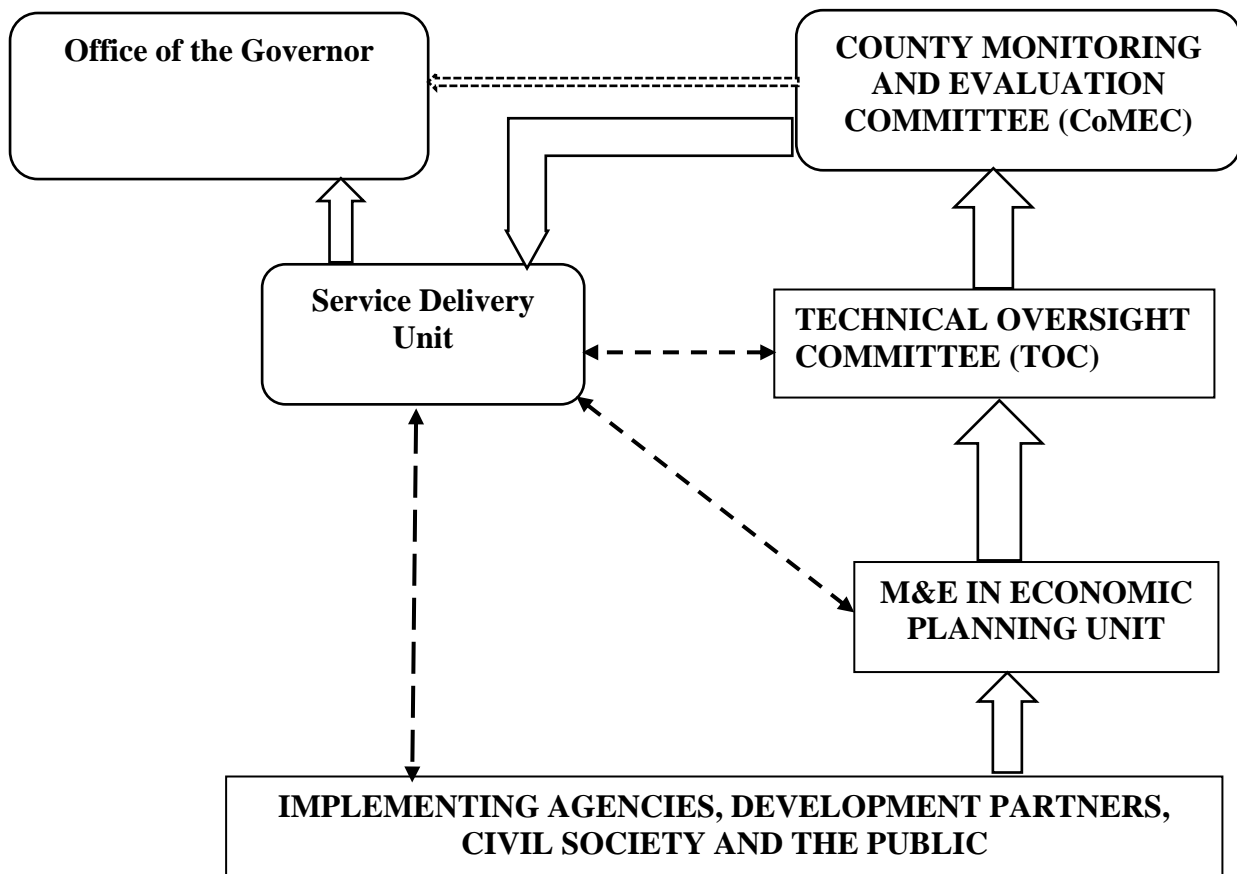 Office of the Governor
COUNTY MONITORING
AND EVALUATION
COMMITTEE (CoMEC)
Service Delivery
Unit
TECHNICAL OVERSIGHT
COMMITTEE (TOC)
M&E IN ECONOMIC
PLANNING UNIT
IMPLEMENTING AGENCIES, DEVELOPMENT PARTNERS,
CIVIL SOCIETY AND THE PUBLIC